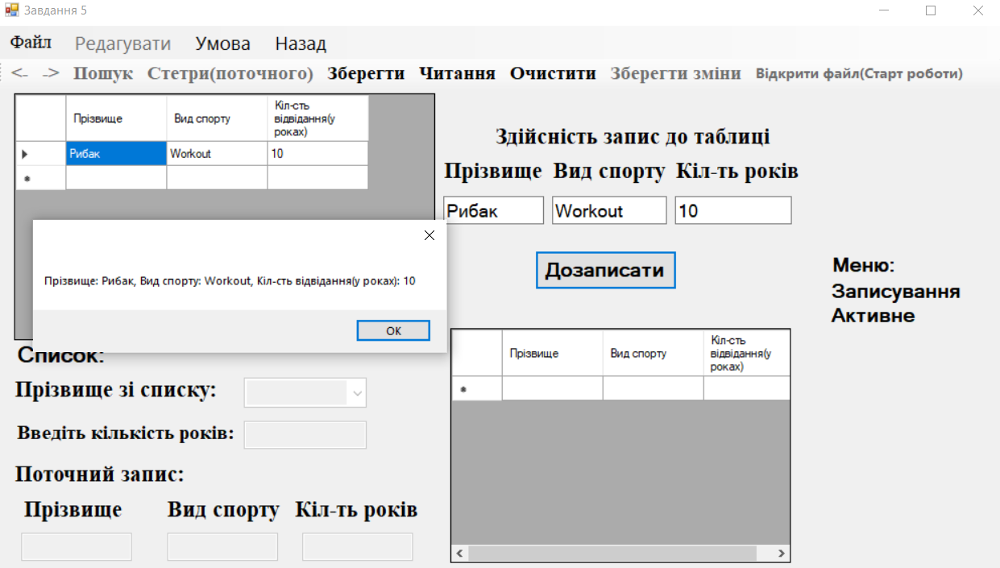 Завдання 5
Файл Редагувати Умова Назад
<- -> Пошук Стетри(поточного) Зберегти Читання Очистити Зберегти зміни Відкрити файл(Старт роботи)
Прізвище Вид спорту Кіл-сть відвідання(у роках)
Рибак Workout 10
Здійсність запис до таблиці
Прізвище Вид спорту Кіл-ть років
Рибак Workout 10
Дозаписати
Прізвище: Рибак, Вид спорту: Workout, Кіл-сть відвідання(у роках): 10
OK
Меню:
Записування
Активне
Список:
Прізвище зі списку:
Введіть кількість років:
Поточний запис:
Прізвище Вид спорту Кіл-ть років
Прізвище Вид спорту Кіл-сть відвідання(у роках)